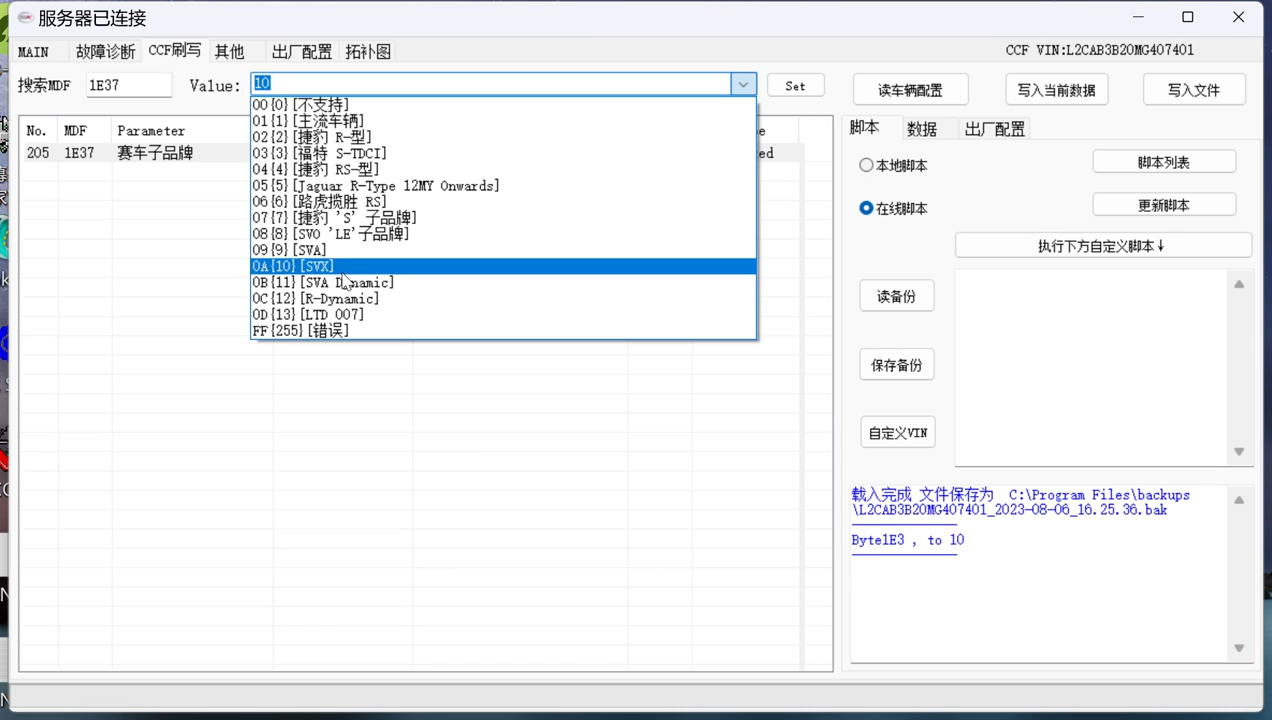 服务器已连接
MAIN 故障诊断 CCF刷写 其他 出厂配置 拓扑图
CCF VIN:L2CAB3B20MG407401
搜索MDF 1E37 Value: 10 Set
读车辆配置 写入当前数据 写入文件
No. MDF Parameter
205 1E37 赛车子品牌
ed
00{0}[不支持]
01{1}[主流车辆]
02{2}[捷豹 R-型]
03{3}[福特 S-TDCI]
04{4}[捷豹 RS-型]
05{5}[Jaguar R-Type 12MY Onwards]
06{6}[路虎揽胜 RS]
07{7}[捷豹 'S' 子品牌]
08{8}[SVO 'LE'子品牌]
09{9}[SVA]
0A{10}[SVX]
0B{11}[SVA Dynamic]
0C{12}[R-Dynamic]
0D{13}[LTD 007]
FF{255}[错误]
脚本 数据 出厂配置
本地脚本 脚本列表
在线脚本 更新脚本
执行下方自定义脚本↓
读备份
保存备份
自定义VIN
载入完成 文件保存为 C:\Program Files\backups
\L2CAB3B20MG407401_2023-08-06_16.25.36.bak
Byte1E3 , to 10